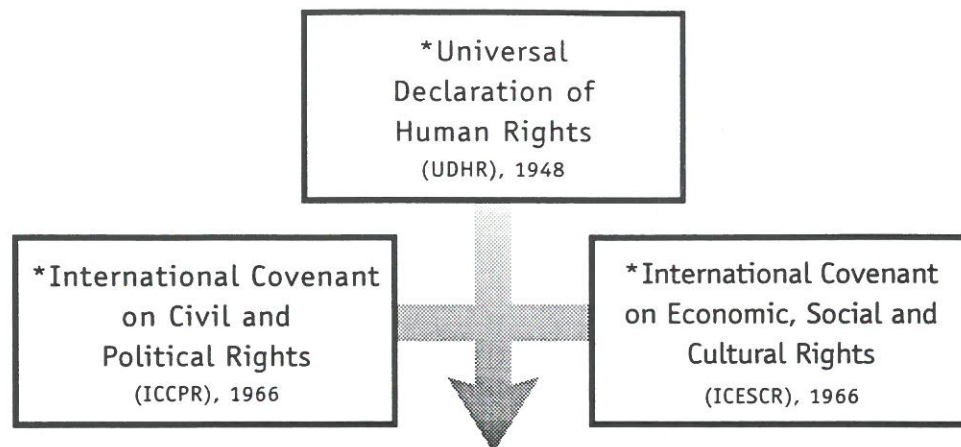 *Universal
Declaration of
Human Rights
(UDHR), 1948
*International Covenant
on Civil and
Political Rights
(ICCPR), 1966
*International Covenant
on Economic, Social and
Cultural Rights
(ICESCR), 1966